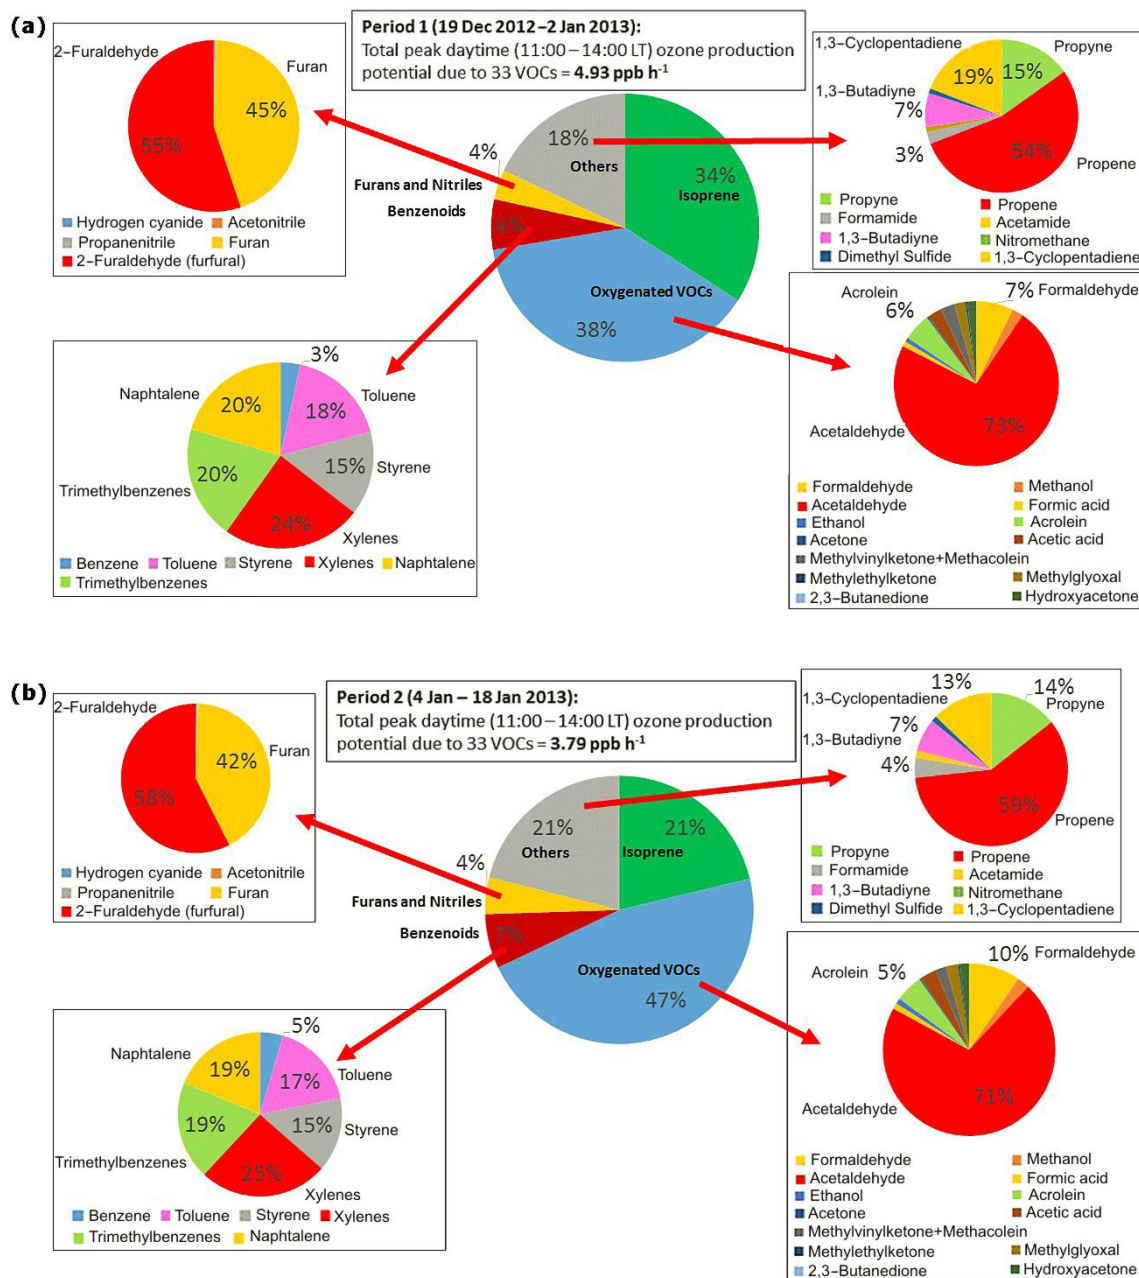 (a)
Period 1 (19 Dec 2012–2 Jan 2013):
Total peak daytime (11:00 – 14:00 LT) ozone production
potential due to 33 VOCs = 4.93 ppb h-1
2–Furaldehyde
Furan
45%
55%
Hydrogen cyanide
Acetonitrile
Propanenitrile
Furan
2–Furaldehyde (furfural)
18%
Others
34%
Isoprene
4%
Furans and Nitriles
Benzenoids
6%
Oxygenated VOCs
38%
1,3–Cyclopentadiene
Propyne
19%
15%
1,3–Butadiyne
7%
3%
54%
Propene
Propyne
Propene
Formamide
Acetamide
1,3–Butadiyne
Nitromethane
Dimethyl Sulfide
1,3–Cyclopentadiene
3%
Naphtalene
Toluene
20%
18%
20%
15%
Styrene
Trimethylbenzenes
24%
Xylenes
Benzene
Toluene
Styrene
Xylenes
Naphtalene
Trimethylbenzenes
Acrolein
7%
Formaldehyde
6%
Acetaldehyde
73%
Formaldehyde
Methanol
Acetaldehyde
Formic acid
Ethanol
Acrolein
Acetone
Acetic acid
Methylvinylketone+Methacolein
Methylethylketone
Methylglyoxal
2,3–Butanedione
Hydroxyacetone
(b)
Period 2 (4 Jan – 18 Jan 2013):
Total peak daytime (11:00 – 14:00 LT) ozone production
potential due to 33 VOCs = 3.79 ppb h-1
2–Furaldehyde
Furan
42%
58%
Hydrogen cyanide
Acetonitrile
Propanenitrile
Furan
2–Furaldehyde (furfural)
21%
Others
21%
Isoprene
4%
Furans and Nitriles
Benzenoids
7%
Oxygenated VOCs
47%
1,3–Cyclopentadiene
13%
14%
Propyne
7%
1,3–Butadiyne
4%
59%
Propene
Propyne
Propene
Formamide
Acetamide
1,3–Butadiyne
Nitromethane
Dimethyl Sulfide
1,3–Cyclopentadiene
5%
Naphtalene
Toluene
19%
17%
19%
15%
Styrene
Trimethylbenzenes
25%
Xylenes
Benzene
Toluene
Styrene
Xylenes
Trimethylbenzenes
Naphtalene
10%
Formaldehyde
Acrolein
5%
Acetaldehyde
71%
Formaldehyde
Methanol
Acetaldehyde
Formic acid
Ethanol
Acrolein
Acetone
Acetic acid
Methylvinylketone+Methacolein
Methylethylketone
Methylglyoxal
2,3–Butanedione
Hydroxyacetone